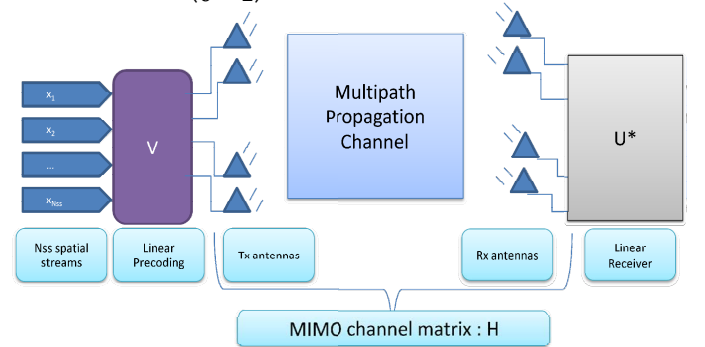 x1
x2
...
xNss
V
Multipath
Propagation
Channel
U*
Nss spatial
streams
Linear
Precoding
Tx antennas
Rx antennas
Linear
Receiver
MIMO channel matrix : H